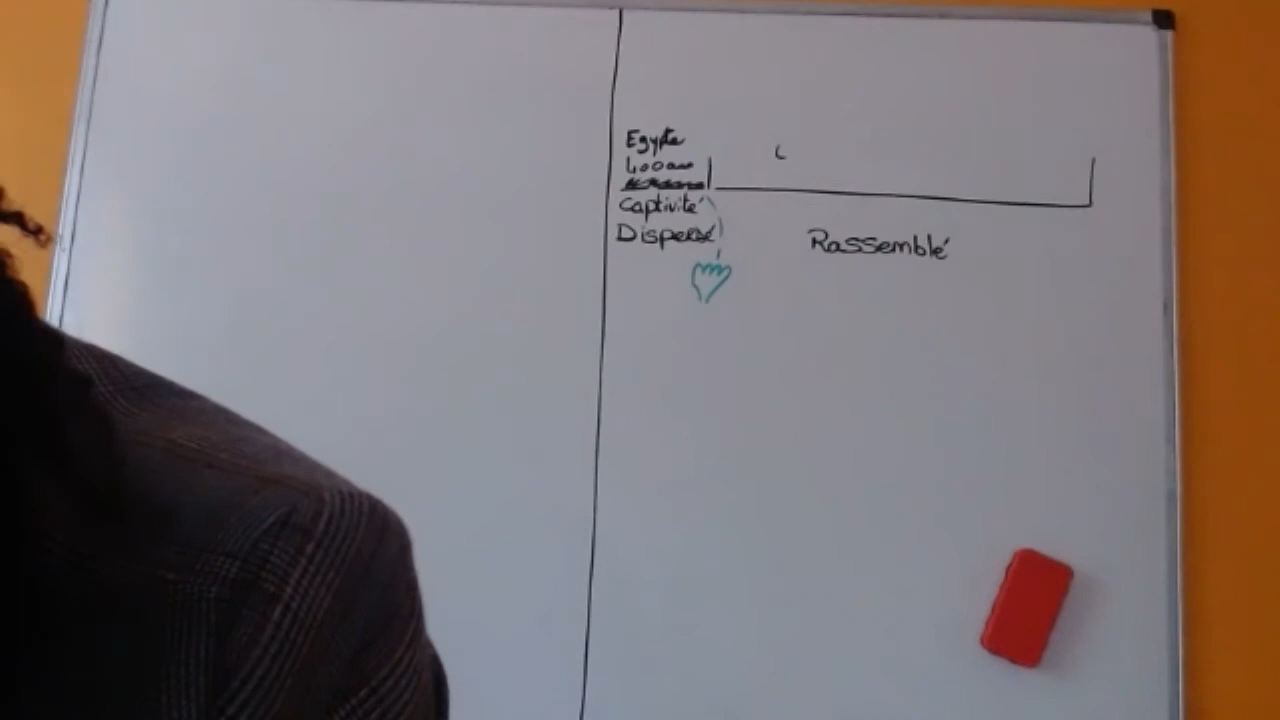 Egypte
400 ans
Captivité
Dispersé
Rassemblé